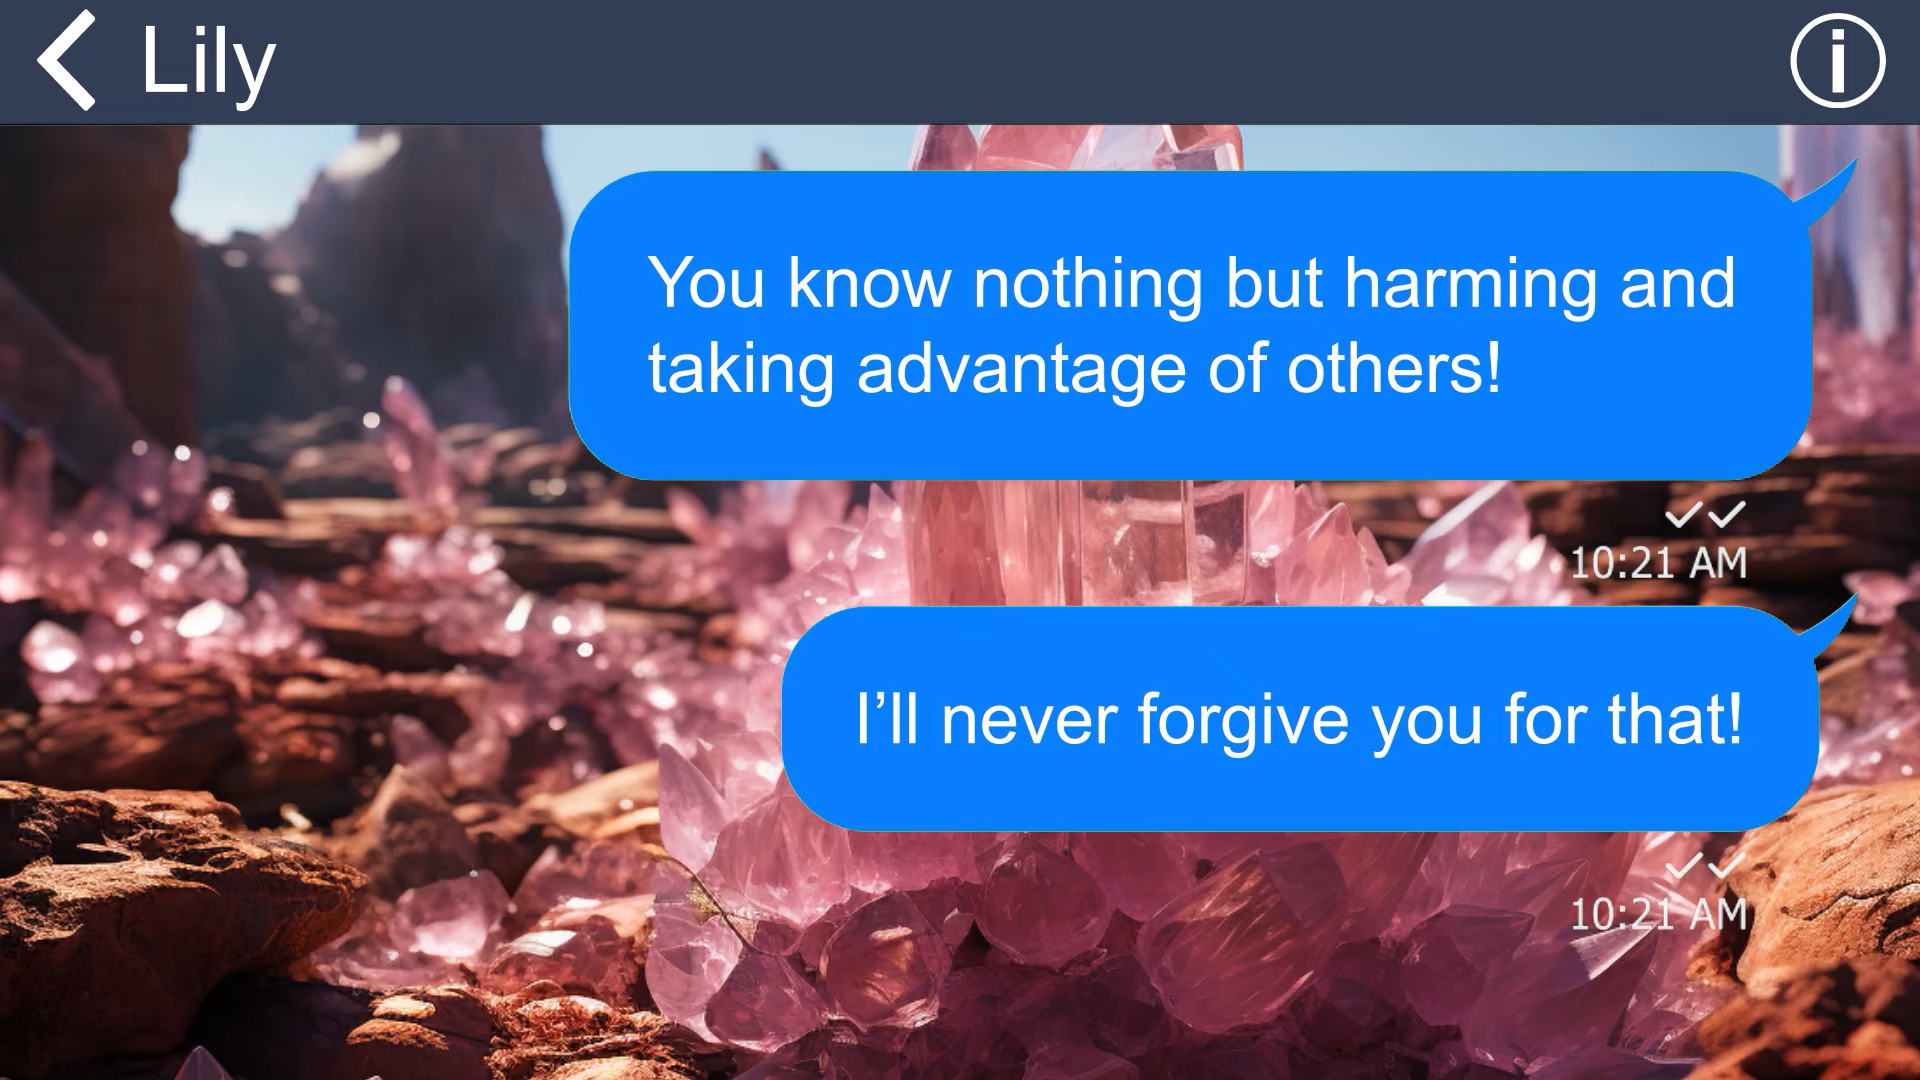 Lily
You know nothing but harming and
taking advantage of others!
10:21 AM
I’ll never forgive you for that!
10:21 AM